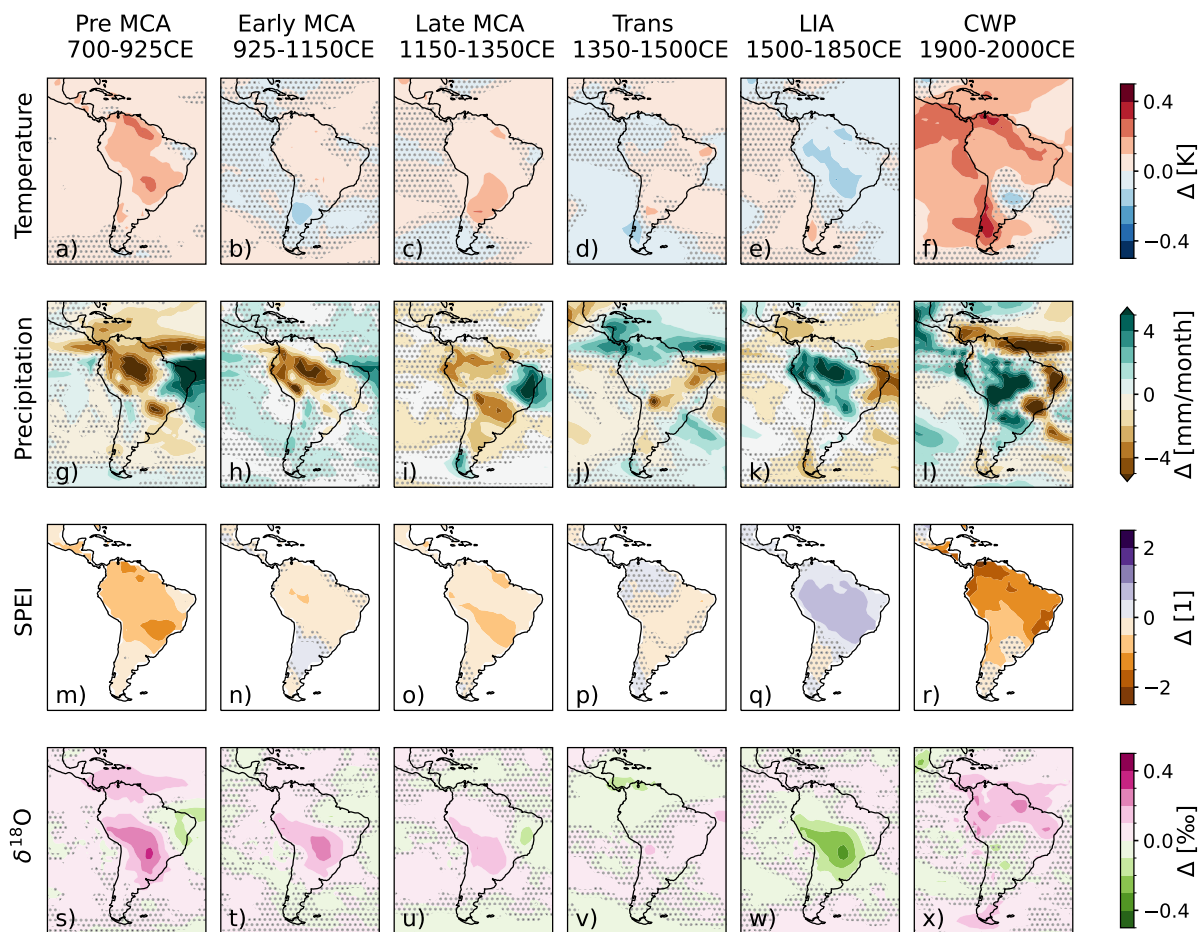 Pre MCA
700-925CE
Early MCA
925-1150CE
Late MCA
1150-1350CE
Trans
1350-1500CE
LIA
1500-1850CE
CWP
1900-2000CE
Temperature
a)
b)
c)
d)
e)
f)
0.4
0.0
−0.4
Δ [K]
Precipitation
g)
h)
i)
j)
k)
l)
4
0
−4
Δ [mm/month]
SPEI
m)
n)
o)
p)
q)
r)
2
0
−2
Δ [1]
δ¹⁸O
s)
t)
u)
v)
w)
x)
0.4
0.0
−0.4
Δ [‰]